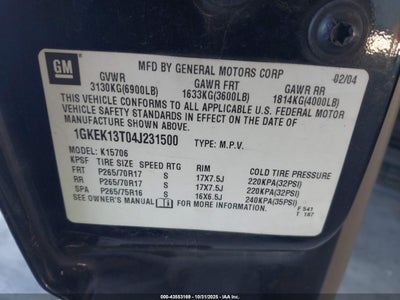 GM
MFD BY GENERAL MOTORS CORP 02/04
GVWR GAWR FRT GAWR RR
3130KG(6900LB) 1633KG(3600LB) 1814KG(4000LB)
THIS VEHICLE CONFORMS TO ALL APPLICABLE U.S. FEDERAL MOTOR
VEHICLE SAFETY STANDARDS IN EFFECT ON THE DATE OF
MANUFACTURE SHOWN ABOVE.
1GKEK13T04J231500 TYPE: M.P.V.
MODEL: K15706
KPSF TIRE SIZE SPEED RTG RIM COLD TIRE PRESSURE
FRT P265/70R17 S 17X7.5J 220KPA(32PSI)
RR P265/70R17 S 17X7.5J 220KPA(32PSI)
SPA P265/75R16 S 16X6.5J 240KPA(35PSI)
SEE OWNER'S MANUAL FOR ADDITIONAL INFORMATION. F 541
T 187
000-43553169 - (10/31/2025) - IAA Holdings, LLC. -